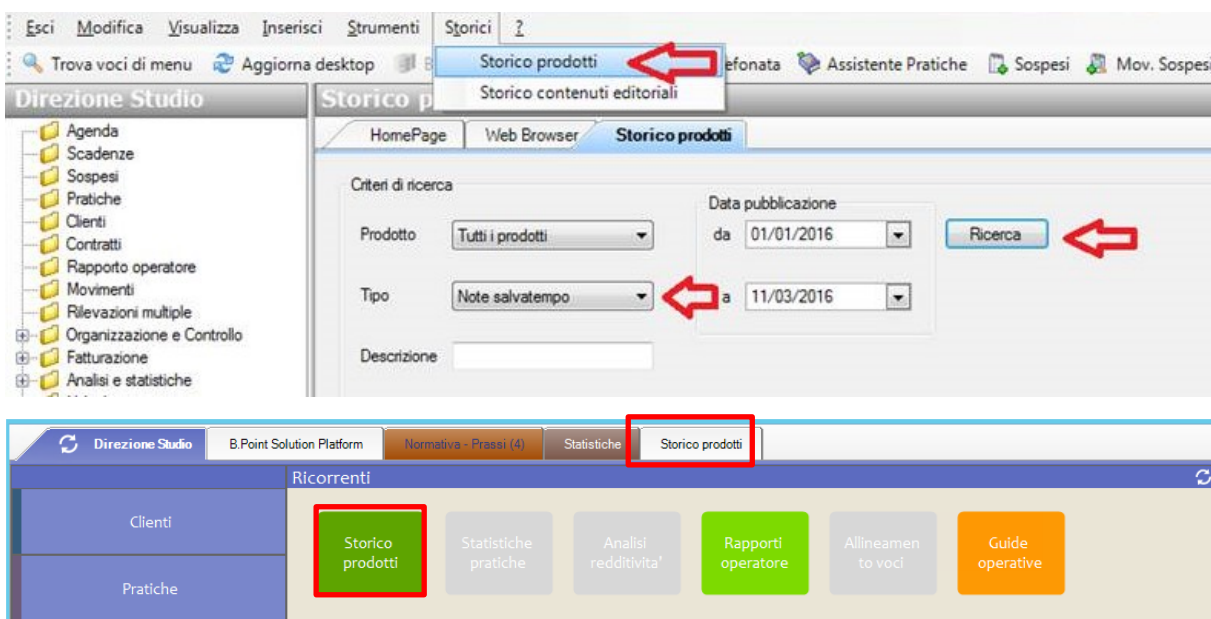 Esci Modifica Visualizza Inserisci Strumenti Storici ?
Storico prodotti
Storico contenuti editoriali
Trova voci di menu Aggiorna desktop Assistente Pratiche Sospesi Mov. Sospesi
Direzione Studio
Agenda
Scadenze
Sospesi
Pratiche
Clienti
Contratti
Rapporto operatore
Movimenti
Rilevazioni multiple
Organizzazione e Controllo
Fatturazione
Analisi e statistiche
HomePage Web Browser Storico prodotti
Criteri di ricerca
Data pubblicazione
Prodotto Tutti i prodotti da 01/01/2016 Ricerca
Tipo Note salvatempo a 11/03/2016
Descrizione
Direzione Studio B.Point Solution Platform Normativa - Prassi (4) Statistiche Storico prodotti
Ricorrenti
Clienti
Pratiche
Storico
prodotti
Statistiche
pratiche
Analisi
redditivita'
Rapporti
operatore
Allineamen
to voci
Guide
operative